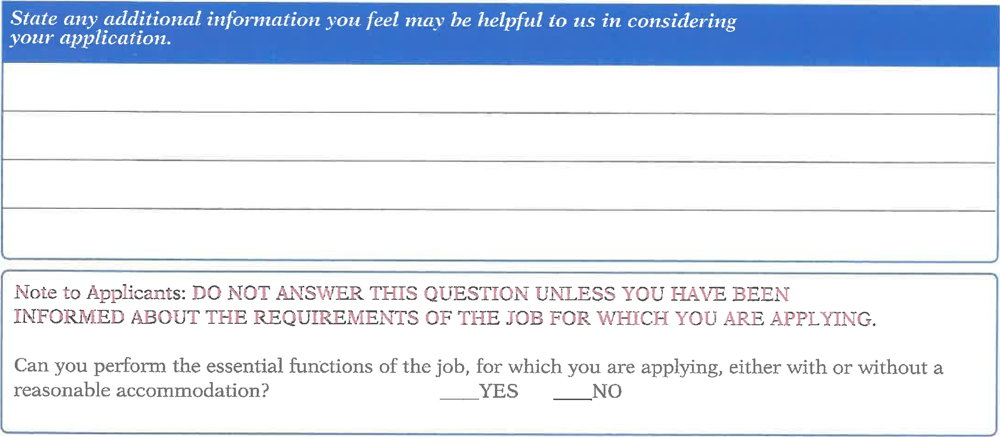 State any additional information you feel may be helpful to us in considering
your application.
Note to Applicants: DO NOT ANSWER THIS QUESTION UNLESS YOU HAVE BEEN
INFORMED ABOUT THE REQUIREMENTS OF THE JOB FOR WHICH YOU ARE APPLYING.
Can you perform the essential functions of the job, for which you are applying, either with or without a
reasonable accommodation? ____YES ____NO